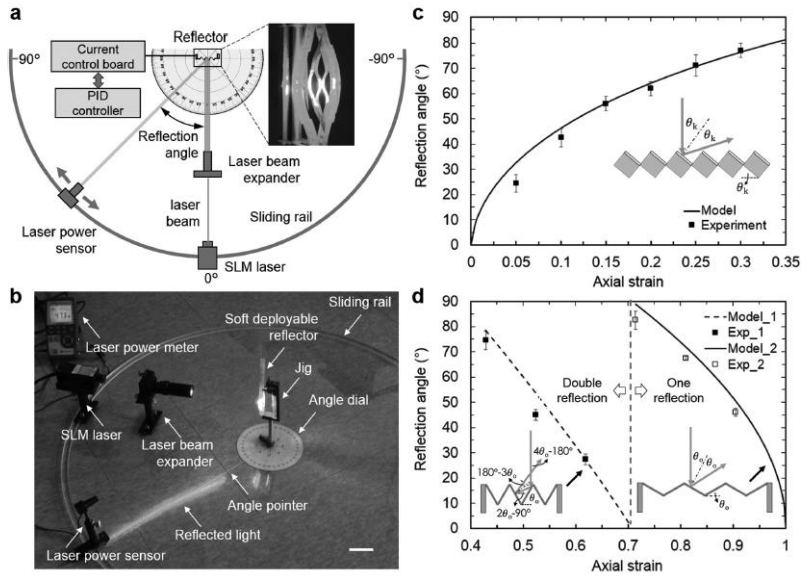 a
Reflector
Current
control board
PID
controller
-90°
-90°
Reflection
angle
Laser beam
expander
laser
beam
Sliding rail
Laser power
sensor
SLM laser
0°
b
Sliding rail
Soft deployable
reflector
Laser power meter
Jig
Angle dial
SLM laser
Laser beam
expander
Angle pointer
Reflected light
Laser power sensor
c
Reflection angle (°)
90
80
70
60
50
40
30
20
10
0
θk
θk
θk
Model
Experiment
0.05 0.1 0.15 0.2 0.25 0.3 0.35
Axial strain
d
Reflection angle (°)
90
80
70
60
50
40
30
20
10
0
Model_1
Exp_1
Model_2
Exp_2
Double
reflection
One
reflection
4θo-180°
180°-3θo
θo
2θo-90°
θo θo
θo
0.4 0.5 0.6 0.7 0.8 0.9 1
Axial strain